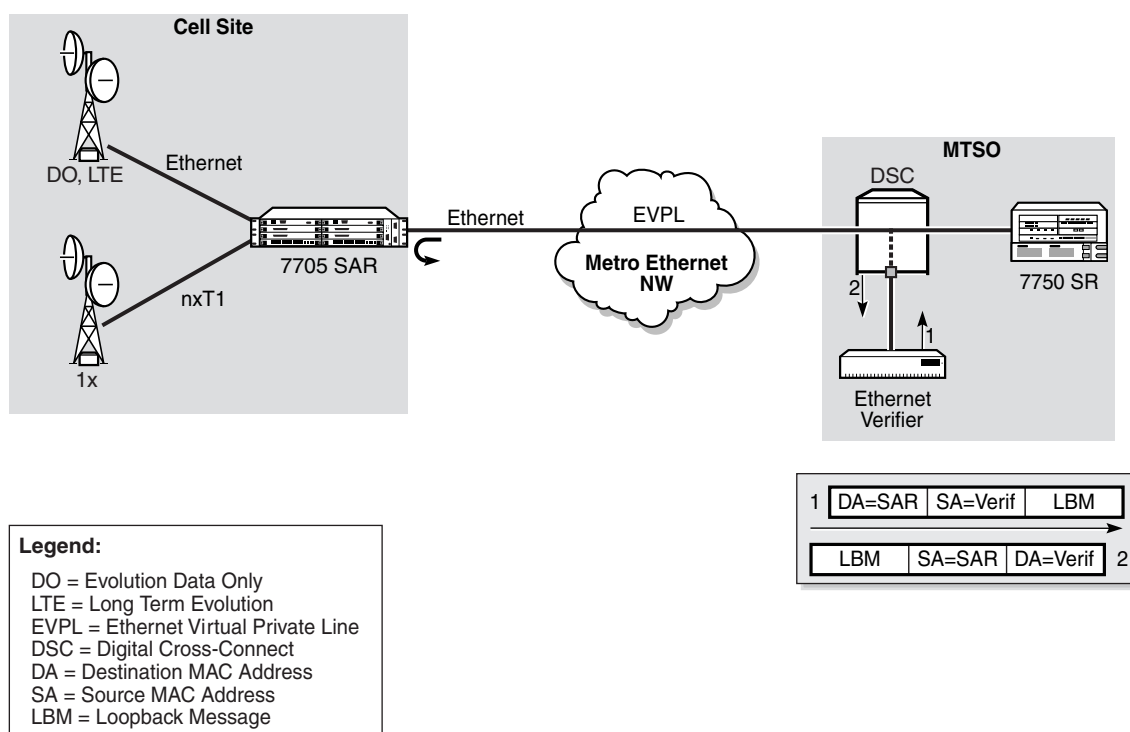 Cell Site
DO, LTE
Ethernet
7705 SAR
nxT1
1x
Ethernet
EVPL
Metro Ethernet
NW
MTSO
DSC
7750 SR
2
1
Ethernet
Verifier
1 DA=SAR SA=Verif LBM
LBM SA=SAR DA=Verif 2
Legend:
DO = Evolution Data Only
LTE = Long Term Evolution
EVPL = Ethernet Virtual Private Line
DSC = Digital Cross-Connect
DA = Destination MAC Address
SA = Source MAC Address
LBM = Loopback Message